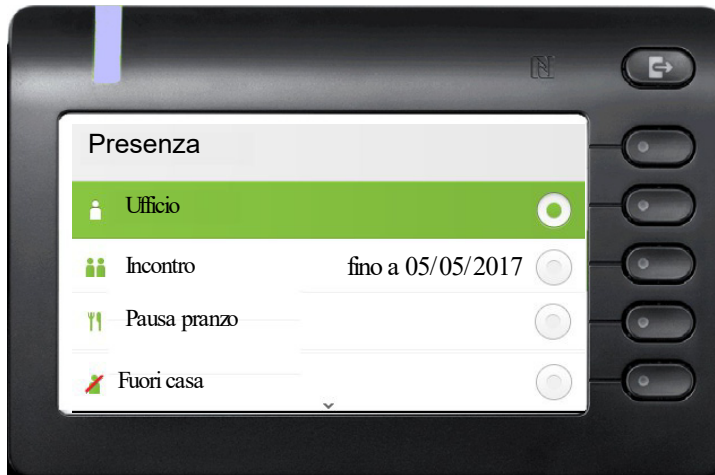 Presenza
Ufficio
Incontro fino a 05/05/2017
Pausa pranzo
Fuori casa